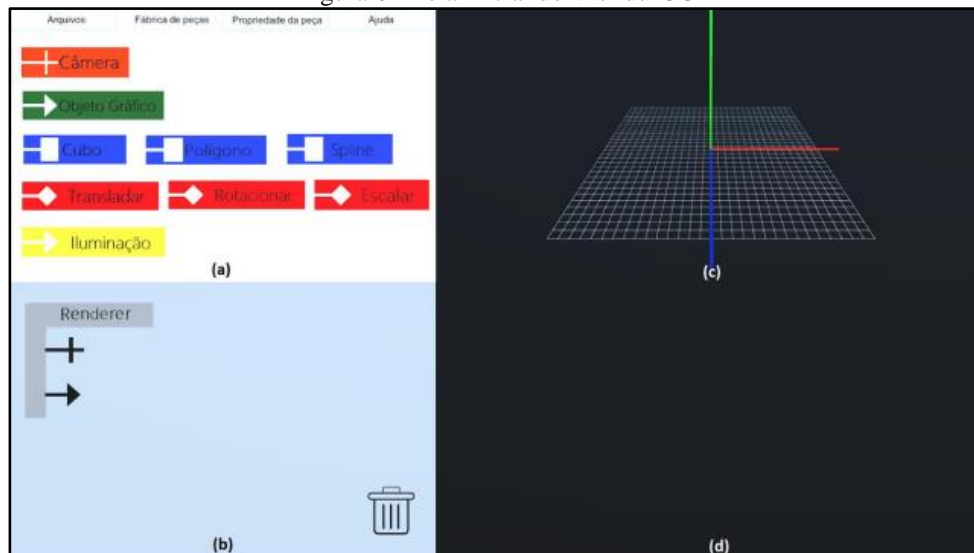 Arquivos Fábrica de peças Propriedade da peça Ajuda
Câmera
Objeto Gráfico
Cubo Polígono Spline
Transladar Rotacionar Escalar
Iluminação
(a)
(c)
Renderer
(b)
(d)